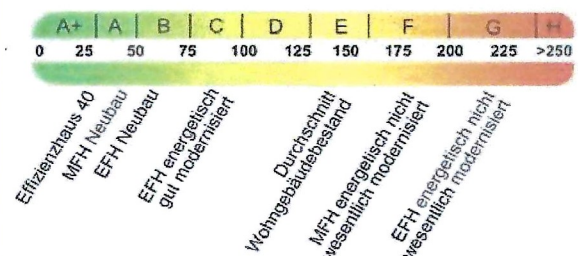 A+ A B C D E F G H
0 25 50 75 100 125 150 175 200 225 >250
Effizienzhaus 40
MFH Neubau
EFH Neubau
EFH energetisch
gut modernisiert
Durchschnitt
Wohngebäudebestand
MFH energetisch nicht
wesentlich modernisiert
EFH energetisch nicht
wesentlich modernisiert